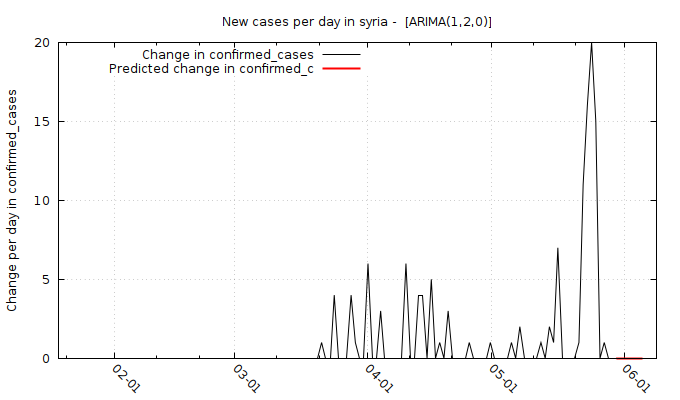 New cases per day in syria -  [ARIMA(1,2,0)]
Change in confirmed_cases
Predicted change in confirmed_c
Change per day in confirmed_cases
20
15
10
5
0
02-01
03-01
04-01
05-01
06-01